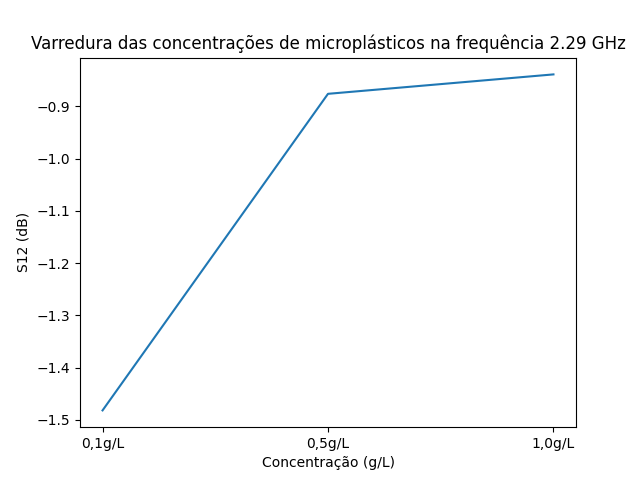 Varredura das concentrações de microplásticos na frequência 2.29 GHz
−0.9
−1.0
−1.1
−1.2
−1.3
−1.4
−1.5
S12 (dB)
0,1g/L 0,5g/L 1,0g/L
Concentração (g/L)